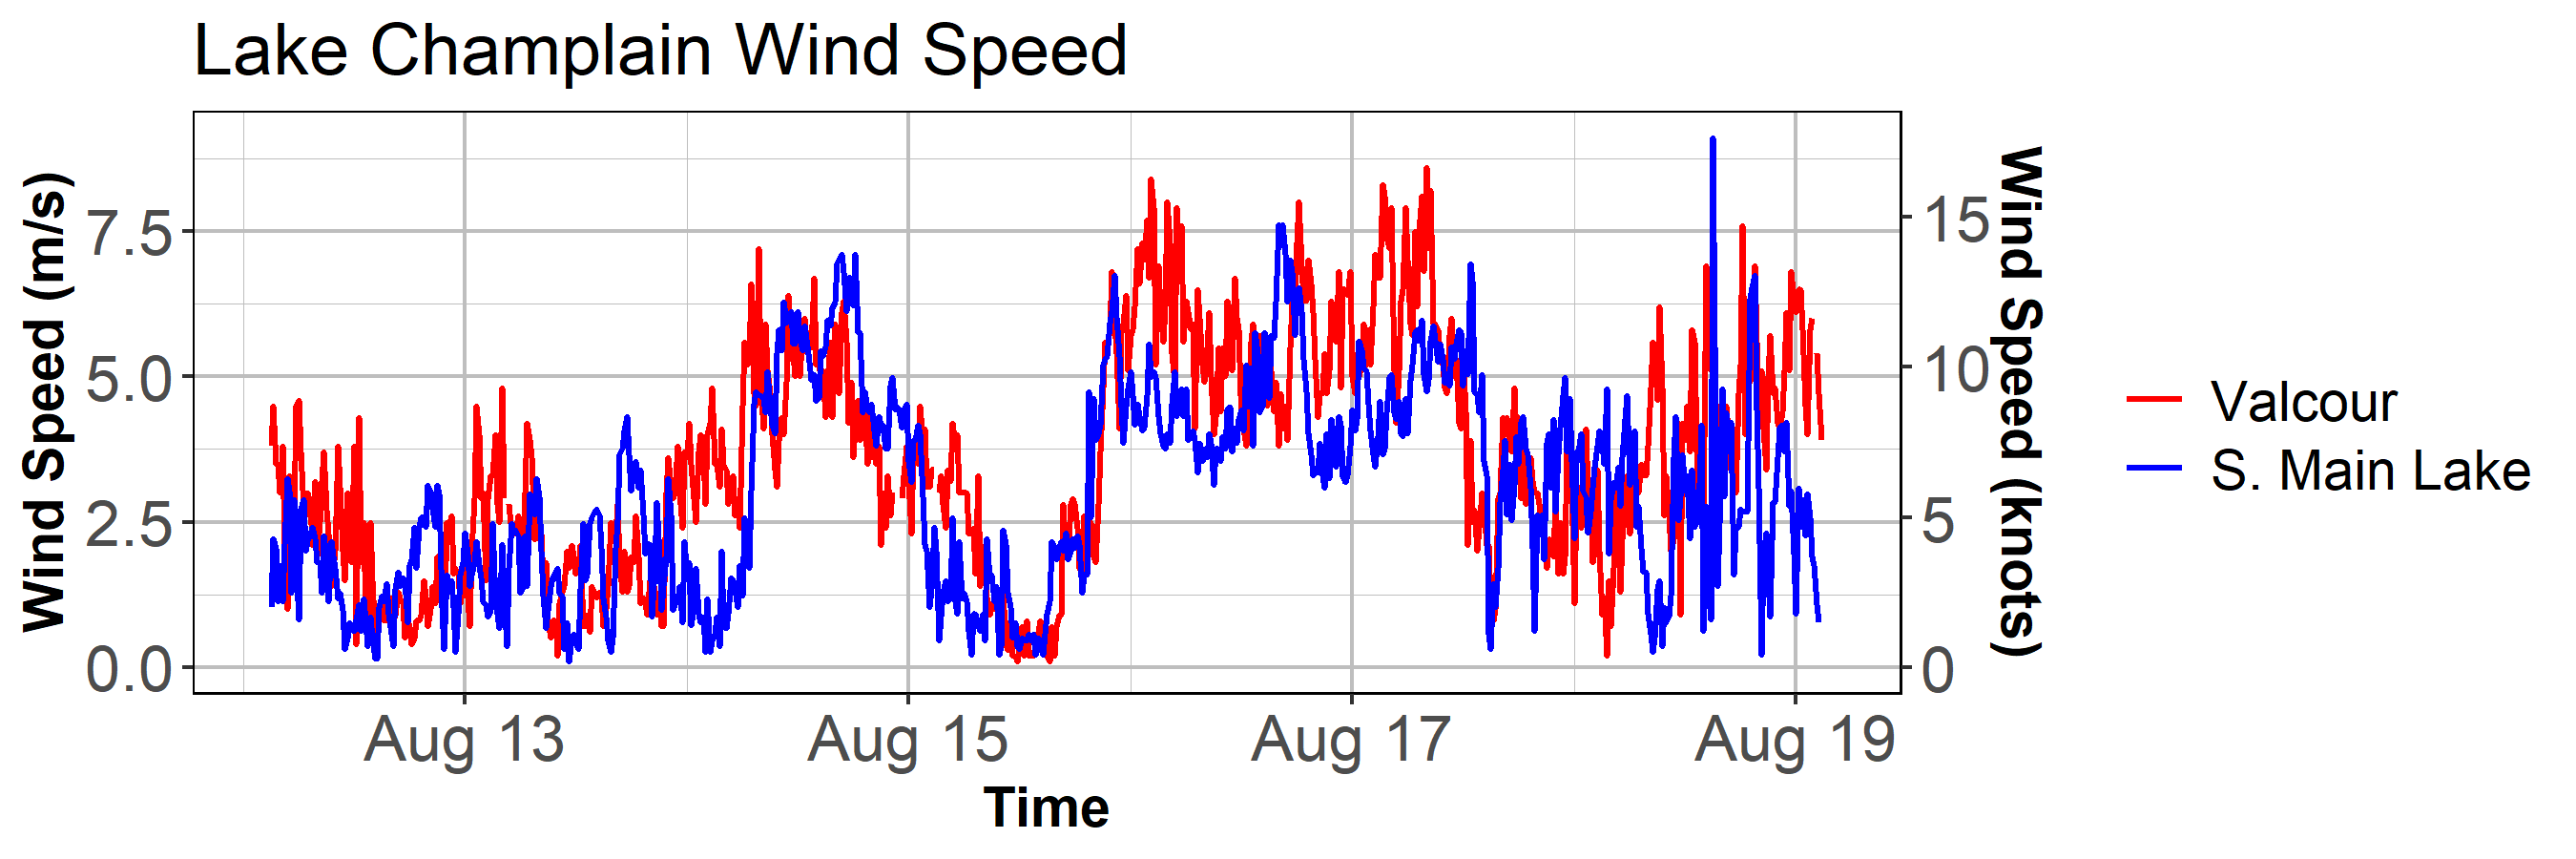 Lake Champlain Wind Speed
Wind Speed (m/s)
7.5
5.0
2.5
0.0
Wind Speed (knots)
15
10
5
0
Aug 13
Aug 15
Aug 17
Aug 19
Time
Valcour
S. Main Lake